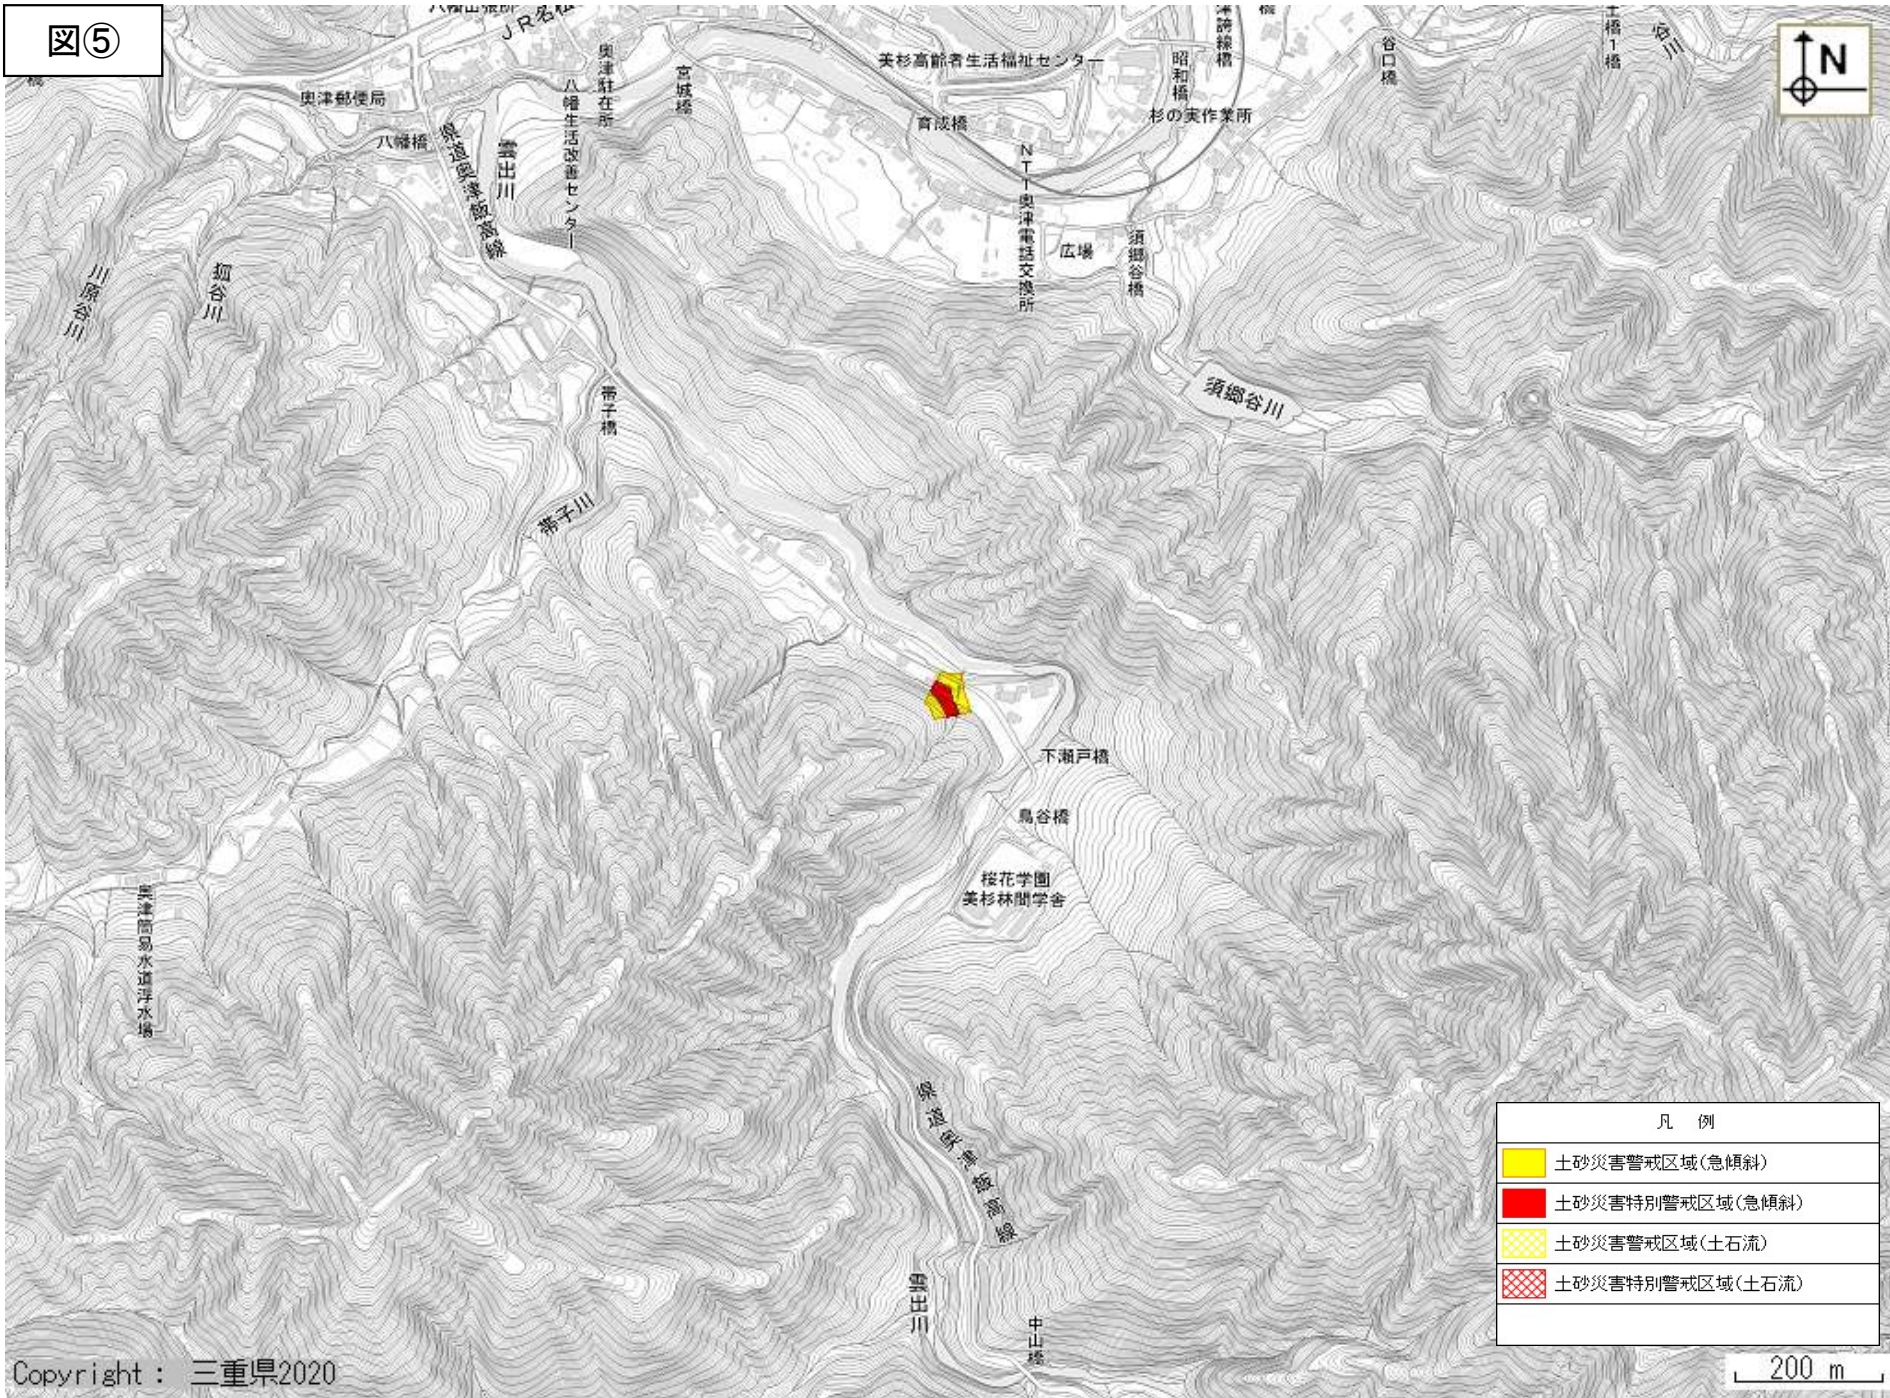 図⑤
N
JR名松
奥津郵便局
八幡橋
県道奥津飯高線
雲出川
八幡生活改善センター
奥津駐在所
宮城橋
美杉高齢者生活福祉センター
育成橋
昭和橋
杉の実作業所
谷口橋
土橋1橋
谷川
NTT奥津電話交換所
広場
須郷谷橋
川原谷川
狐谷川
帯子橋
須郷谷川
帯子川
下瀬戸橋
鳥谷橋
桜花学園
美杉林間学舎
奥津簡易水道浄水場
県道奥津飯高線
雲出川
中山橋
凡 例
土砂災害警戒区域(急傾斜)
土砂災害特別警戒区域(急傾斜)
土砂災害警戒区域(土石流)
土砂災害特別警戒区域(土石流)
Copyright： 三重県2020
200 m